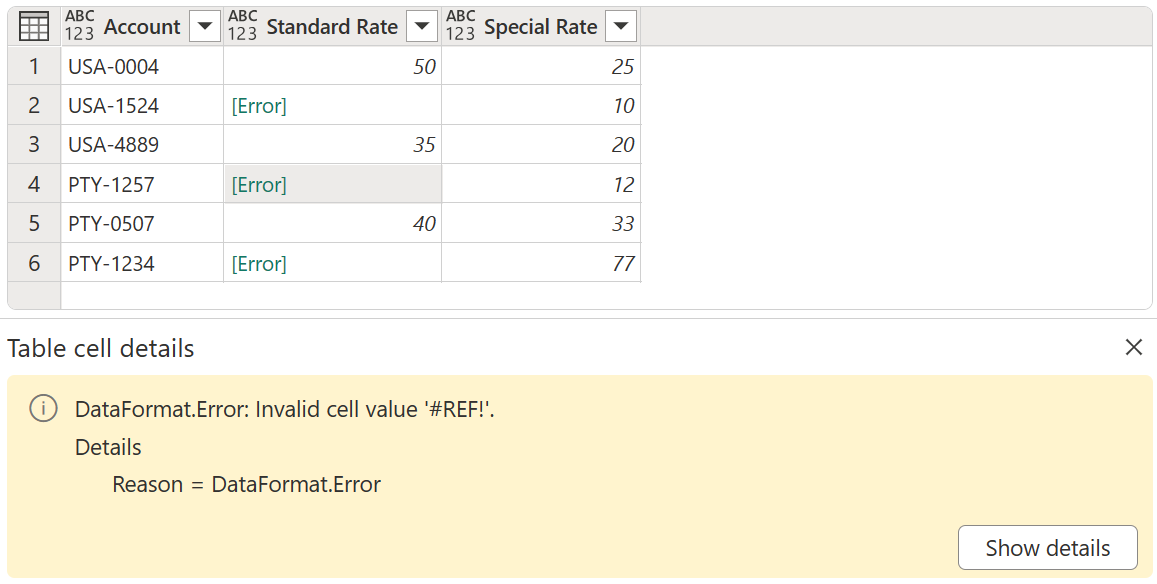 ABC 123 Account ABC 123 Standard Rate ABC 123 Special Rate
1 USA-0004 50 25
2 USA-1524 [Error] 10
3 USA-4889 35 20
4 PTY-1257 [Error] 12
5 PTY-0507 40 33
6 PTY-1234 [Error] 77
Table cell details
DataFormat.Error: Invalid cell value '#REF!'.
Details
Reason = DataFormat.Error
Show details